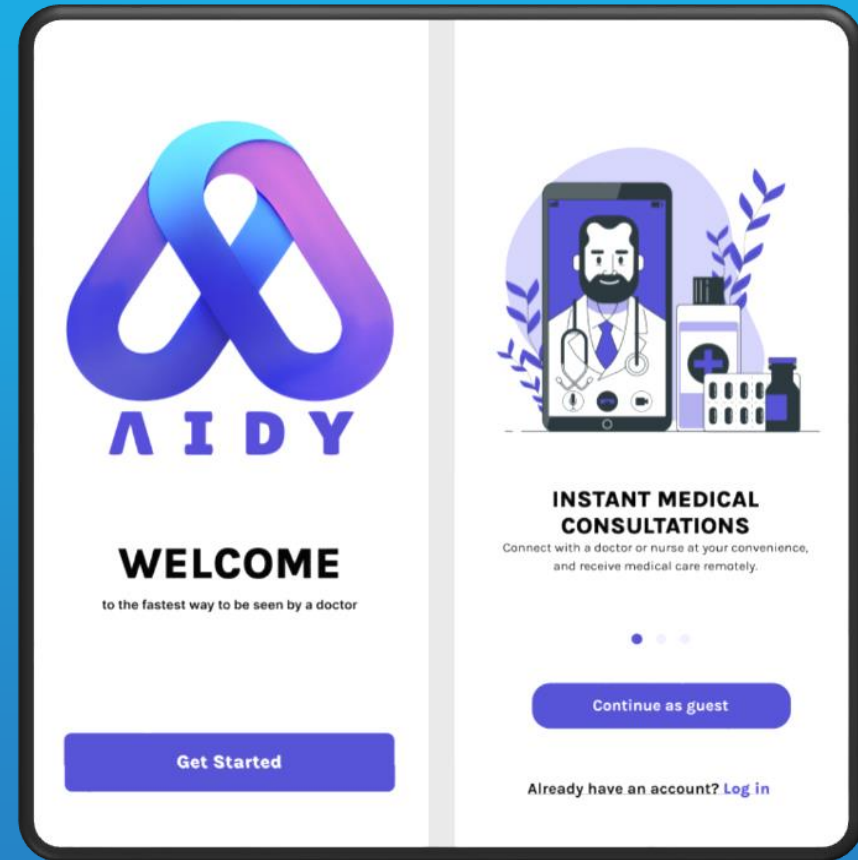 AIDY
WELCOME
to the fastest way to be seen by a doctor
Get Started
INSTANT MEDICAL
CONSULTATIONS
Connect with a doctor or nurse at your convenience,
and receive medical care remotely.
Continue as guest
Already have an account? Log in